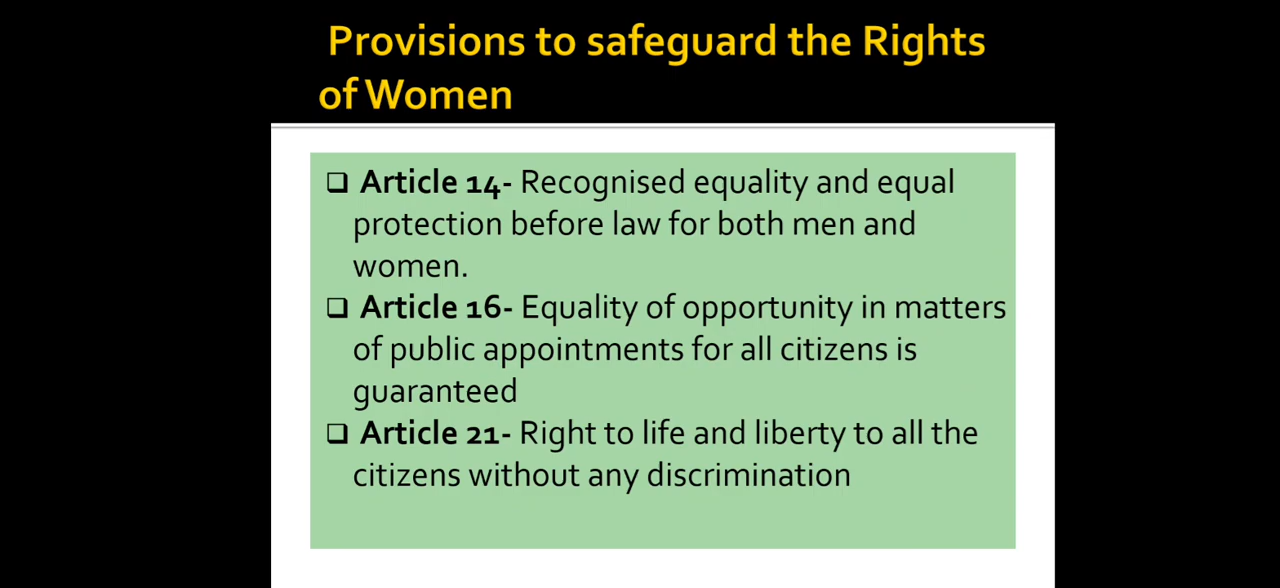 Provisions to safeguard the Rights
of Women
❑ Article 14- Recognised equality and equal
protection before law for both men and
women.
❑ Article 16- Equality of opportunity in matters
of public appointments for all citizens is
guaranteed
❑ Article 21- Right to life and liberty to all the
citizens without any discrimination